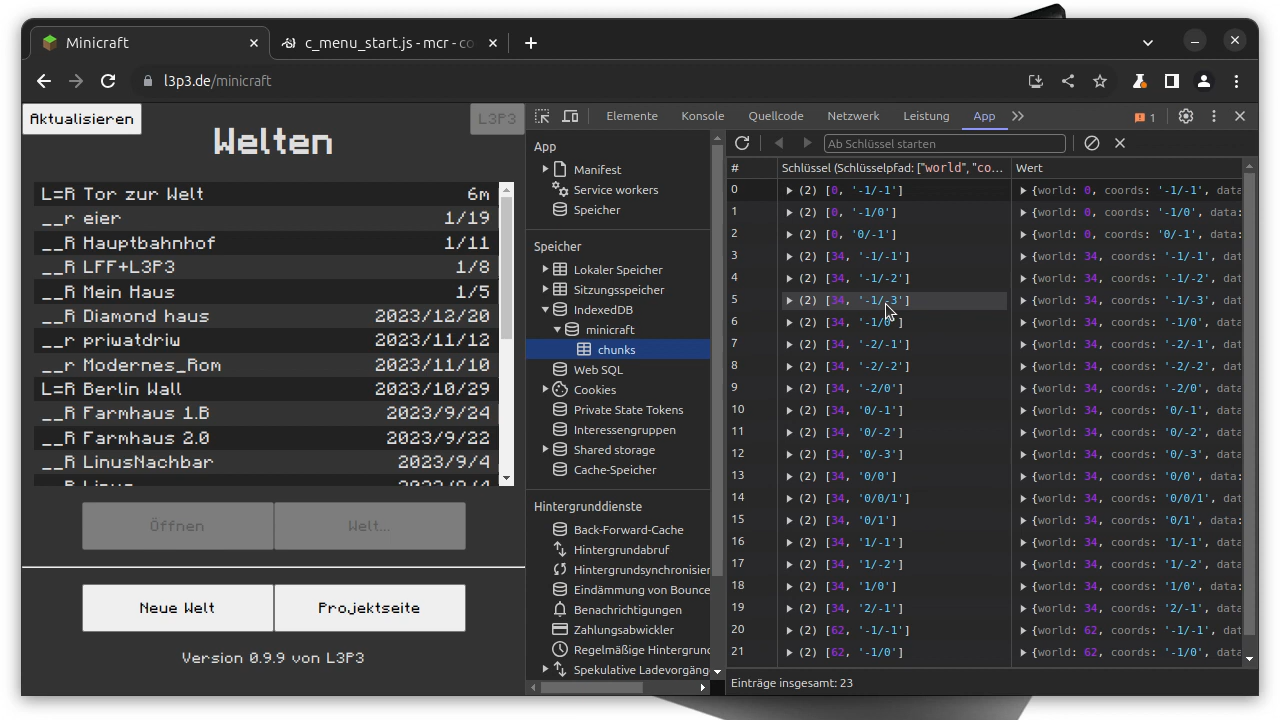 Minicraft
c_menu_start.js - mcr - co
l3p3.de/minicraft
Aktualisieren
L3P3
Welten
L=R Tor zur Welt 6m
__r eier 1/19
__R Hauptbahnhof 1/11
__R LFF+L3P3 1/8
__R Mein Haus 1/5
__R Diamond haus 2023/12/20
__r priwatdriw 2023/11/12
__r Modernes_Rom 2023/11/10
L=R Berlin Wall 2023/10/29
__R Farmhaus 1.B 2023/9/24
__R Farmhaus 2.0 2023/9/22
__R LinusNachbar 2023/9/4
Öffnen
Welt…
Neue Welt
Projektseite
Version 0.9.9 von L3P3
Elemente Konsole Quellcode Netzwerk Leistung App 1
App
Manifest
Service workers
Speicher
Speicher
Lokaler Speicher
Sitzungsspeicher
IndexedDB
minicraft
chunks
Web SQL
Cookies
Private State Tokens
Interessengruppen
Shared storage
Cache-Speicher
Hintergrunddienste
Back-Forward-Cache
Hintergrundabruf
Hintergrundsynchronisier
Eindämmung von Bounce
Benachrichtigungen
Zahlungsabwickler
Regelmäßige Hintergrund
Spekulative Ladevorgäng
Ab Schlüssel starten
# Schlüssel (Schlüsselpfad: ["world","co… Wert
0 (2) [0, '-1/-1'] {world: 0, coords: '-1/-1', data:
1 (2) [0, '-1/0'] {world: 0, coords: '-1/0', data:
2 (2) [0, '0/-1'] {world: 0, coords: '0/-1', data:
3 (2) [34, '-1/-1'] {world: 34, coords: '-1/-1', da
4 (2) [34, '-1/-2'] {world: 34, coords: '-1/-2', da
5 (2) [34, '-1/-3'] {world: 34, coords: '-1/-3', da
6 (2) [34, '-1/0'] {world: 34, coords: '-1/0', dat
7 (2) [34, '-2/-1'] {world: 34, coords: '-2/-1', da
8 (2) [34, '-2/-2'] {world: 34, coords: '-2/-2', da
9 (2) [34, '-2/0'] {world: 34, coords: '-2/0', dat
10 (2) [34, '0/-1'] {world: 34, coords: '0/-1', dat
11 (2) [34, '0/-2'] {world: 34, coords: '0/-2', dat
12 (2) [34, '0/-3'] {world: 34, coords: '0/-3', dat
13 (2) [34, '0/0'] {world: 34, coords: '0/0', data:
14 (2) [34, '0/0/1'] {world: 34, coords: '0/0/1', da
15 (2) [34, '0/1'] {world: 34, coords: '0/1', data:
16 (2) [34, '1/-1'] {world: 34, coords: '1/-1', dat
17 (2) [34, '1/-2'] {world: 34, coords: '1/-2', dat
18 (2) [34, '1/0'] {world: 34, coords: '1/0', data:
19 (2) [34, '2/-1'] {world: 34, coords: '2/-1', dat
20 (2) [62, '-1/-1'] {world: 62, coords: '-1/-1', da
21 (2) [62, '-1/0'] {world: 62, coords: '-1/0', dat
Einträge insgesamt: 23